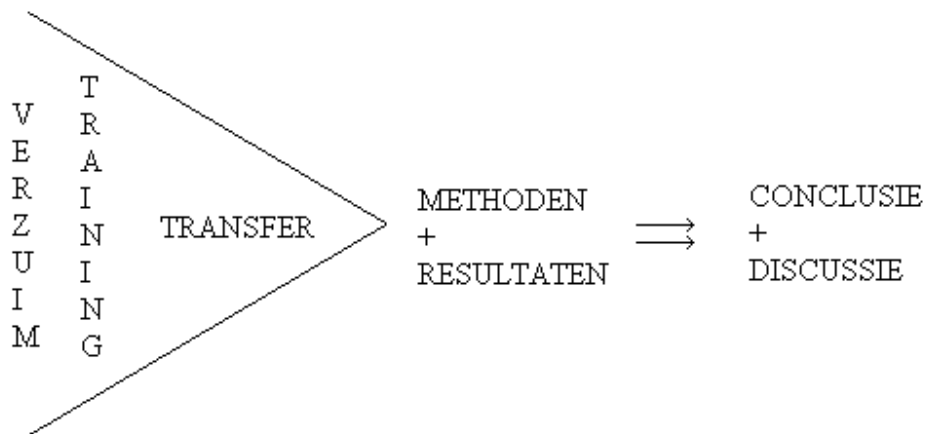 VERZUIM
TRAINING
TRANSFER
METHODEN
+
RESULTATEN
CONCLUSIE
+
DISCUSSIE